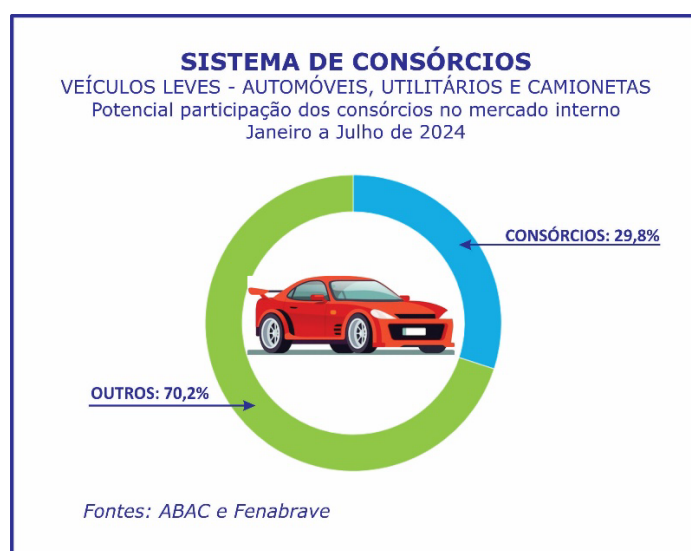 SISTEMA DE CONSÓRCIOS
VEÍCULOS LEVES - AUTOMÓVEIS, UTILITÁRIOS E CAMIONETAS
Potencial participação dos consórcios no mercado interno
Janeiro a Julho de 2024
CONSÓRCIOS: 29,8%
OUTROS: 70,2%
Fontes: ABAC e Fenabrave